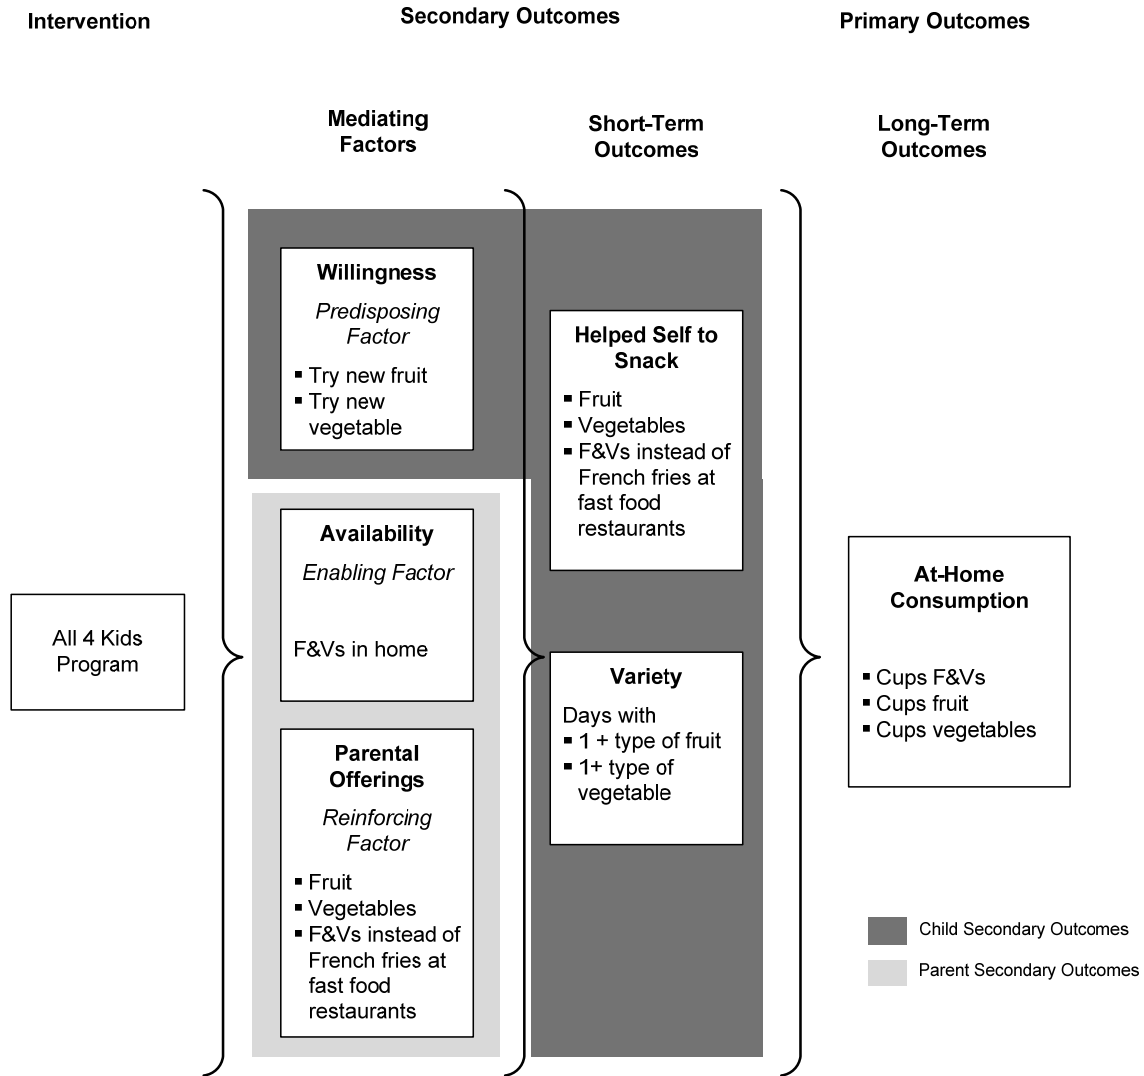 Intervention
Secondary Outcomes
Primary Outcomes
Mediating
Factors
Short-Term
Outcomes
Long-Term
Outcomes
All 4 Kids
Program
Willingness
Predisposing
Factor
▪ Try new fruit
▪ Try new
vegetable
Availability
Enabling Factor
F&Vs in home
Parental
Offerings
Reinforcing
Factor
▪ Fruit
▪ Vegetables
▪ F&Vs instead of
French fries at
fast food
restaurants
Helped Self to
Snack
▪ Fruit
▪ Vegetables
▪ F&Vs instead of
French fries at
fast food
restaurants
Variety
Days with
▪ 1 + type of fruit
▪ 1+ type of
vegetable
At-Home
Consumption
▪ Cups F&Vs
▪ Cups fruit
▪ Cups vegetables
Child Secondary Outcomes
Parent Secondary Outcomes